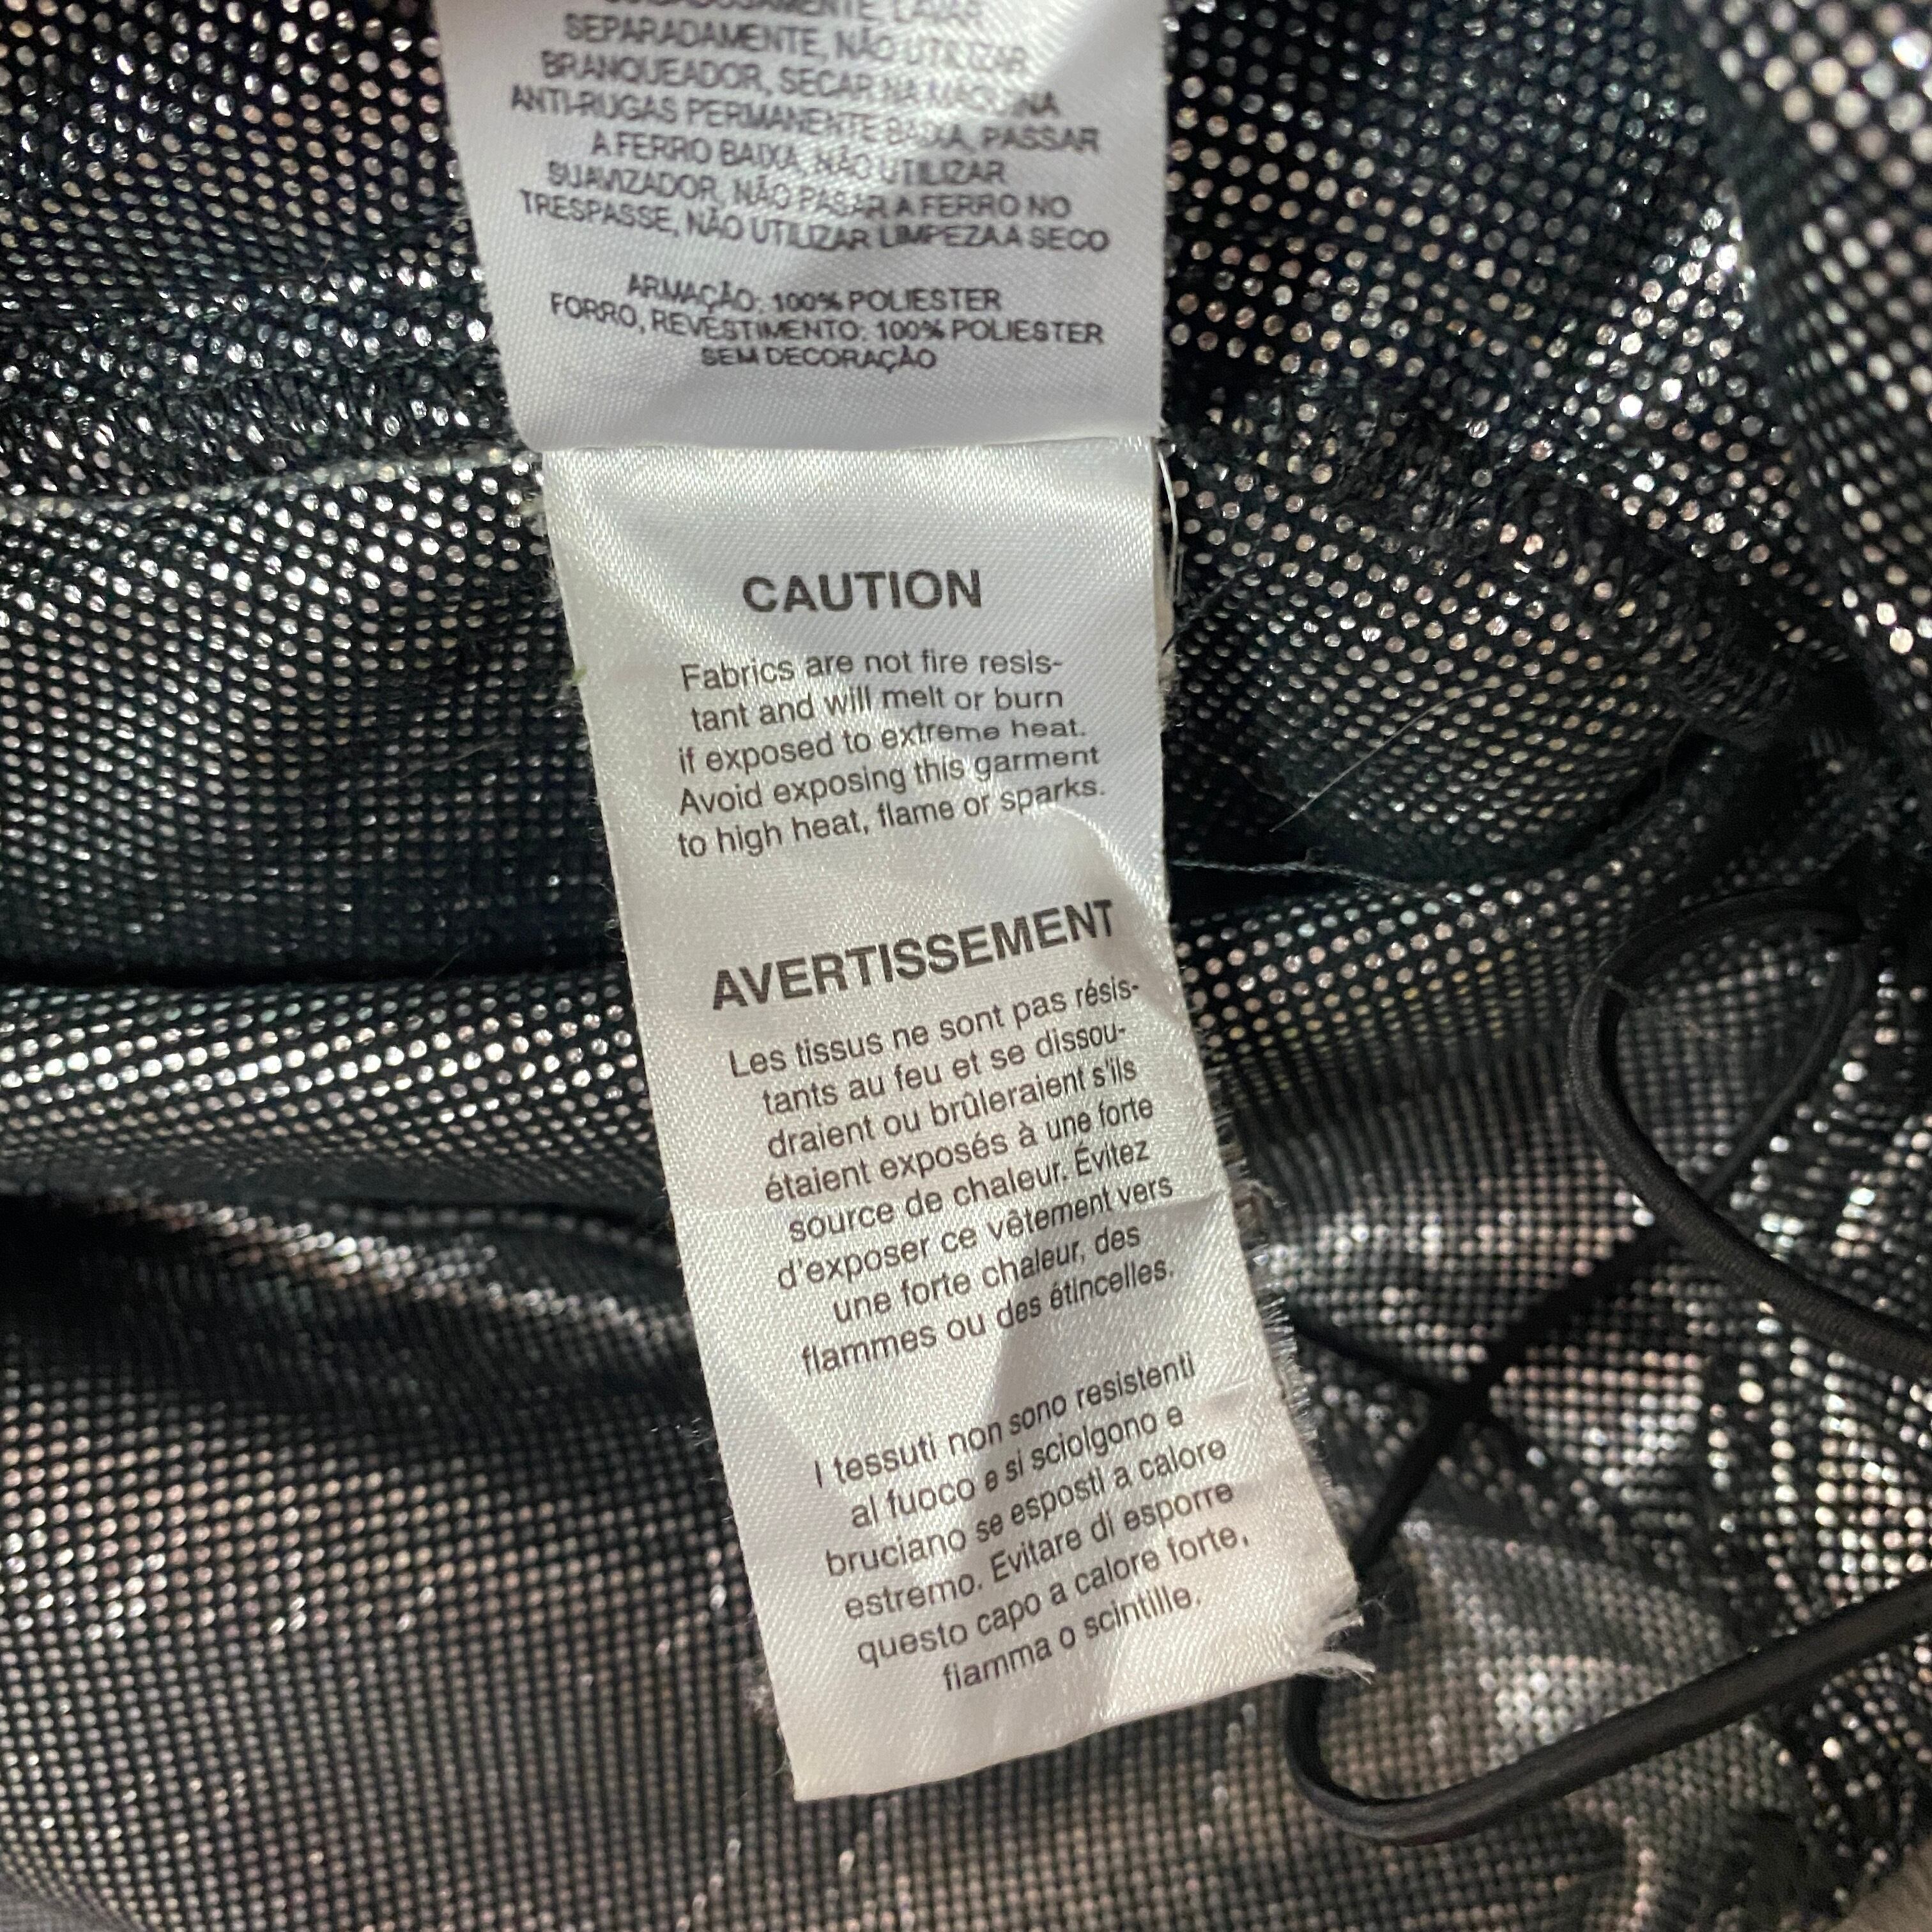 CUIDADOSAMENTE LAVAR
SEPARADAMENTE, NÃO UTILIZAR
BRANQUEADOR, SECAR NA MÁQUINA
ANTI-RUGAS PERMANENTE BAIXA, PASSAR
A FERRO BAIXA, NÃO UTILIZAR
SUAVIZADOR, NÃO PASAR A FERRO NO
TRESPASSE, NÃO UTILIZAR LIMPEZA A SECO
ARMAÇÃO: 100% POLIESTER
FORRO, REVESTIMENTO: 100% POLIESTER
SEM DECORAÇÃO
CAUTION
Fabrics are not fire resis-
tant and will melt or burn
if exposed to extreme heat.
Avoid exposing this garment
to high heat, flame or sparks.
AVERTISSEMENT
Les tissus ne sont pas résis-
tants au feu et se dissou-
draient ou brûleraient s'ils
étaient exposés à une forte
source de chaleur. Évitez
d'exposer ce vêtement vers
une forte chaleur, des
flammes ou des étincelles.
I tessuti non sono resistenti
al fuoco e si sciolgono e
bruciano se esposti a calore
estremo. Evitare di esporre
questo capo a calore forte,
fiamma o scintille.